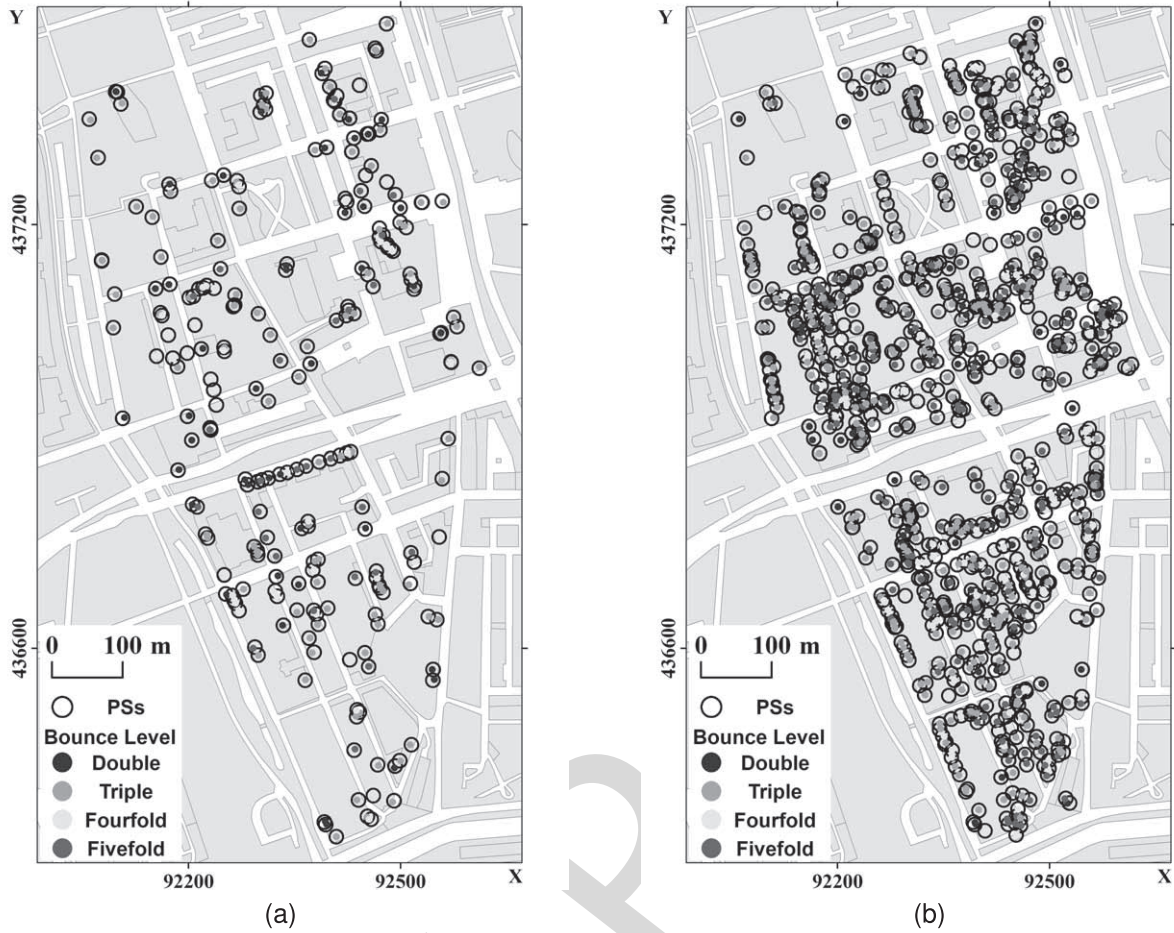 Y
437200
436600
0 100 m
PSs
Bounce Level
Double
Triple
Fourfold
Fivefold
92200 92500 X
(a)
Y
437200
436600
0 100 m
PSs
Bounce Level
Double
Triple
Fourfold
Fivefold
92200 92500 X
(b)